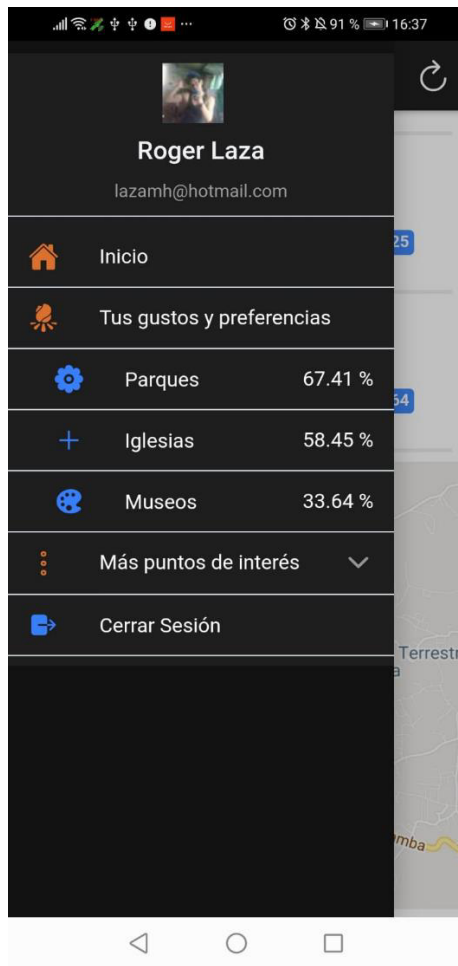 91 % 16:37
Roger Laza
lazamh@hotmail.com
25
Inicio
Tus gustos y preferencias
Parques 67.41 %
64
Iglesias 58.45 %
Museos 33.64 %
Más puntos de interés
Cerrar Sesión
Terrestr
a
mba